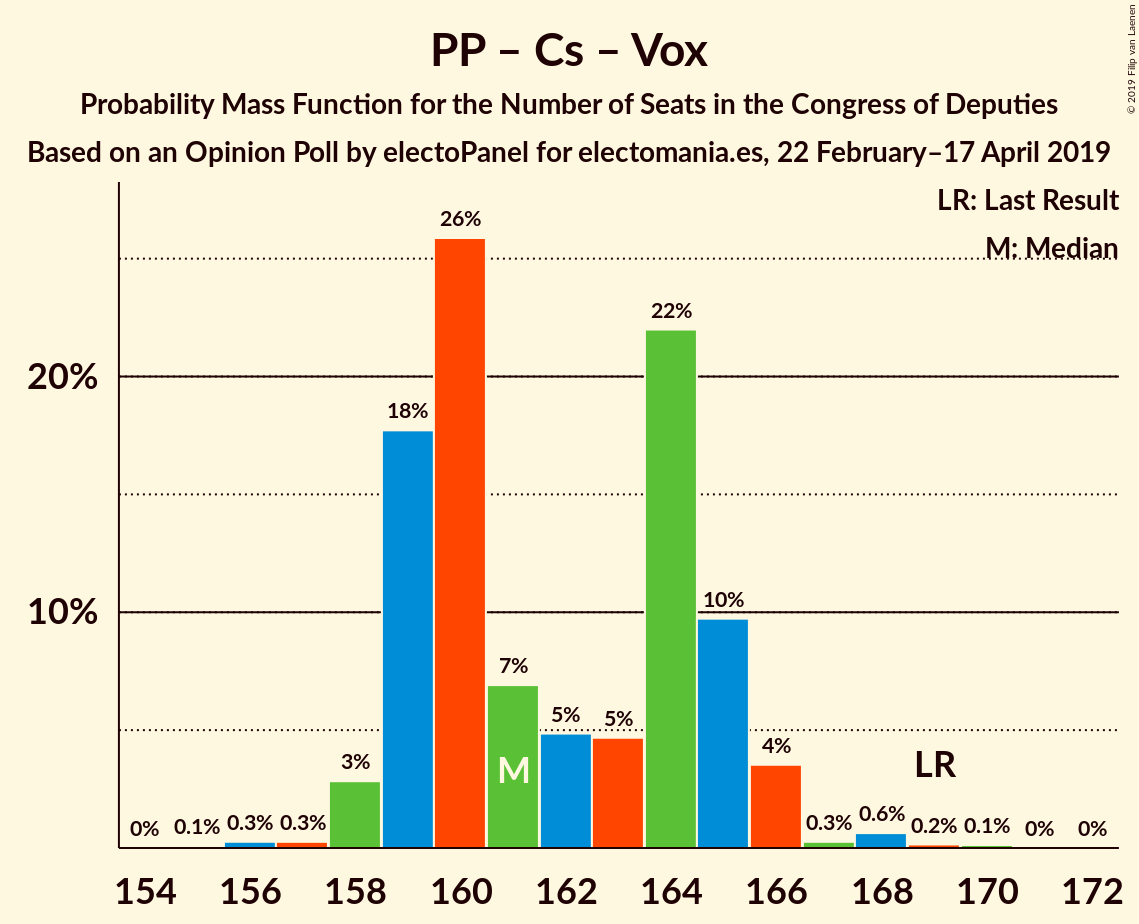 PP – Cs – Vox
Probability Mass Function for the Number of Seats in the Congress of Deputies
Based on an Opinion Poll by electoPanel for electomania.es, 22 February–17 April 2019
© 2019 Filip van Laenen
LR: Last Result
M: Median
20%
10%
0%
0.1%
0.3%
0.3%
3%
18%
26%
7%
5%
5%
22%
10%
4%
0.3%
0.6%
0.2%
0.1%
0%
0%
M
LR
154 156 158 160 162 164 166 168 170 172